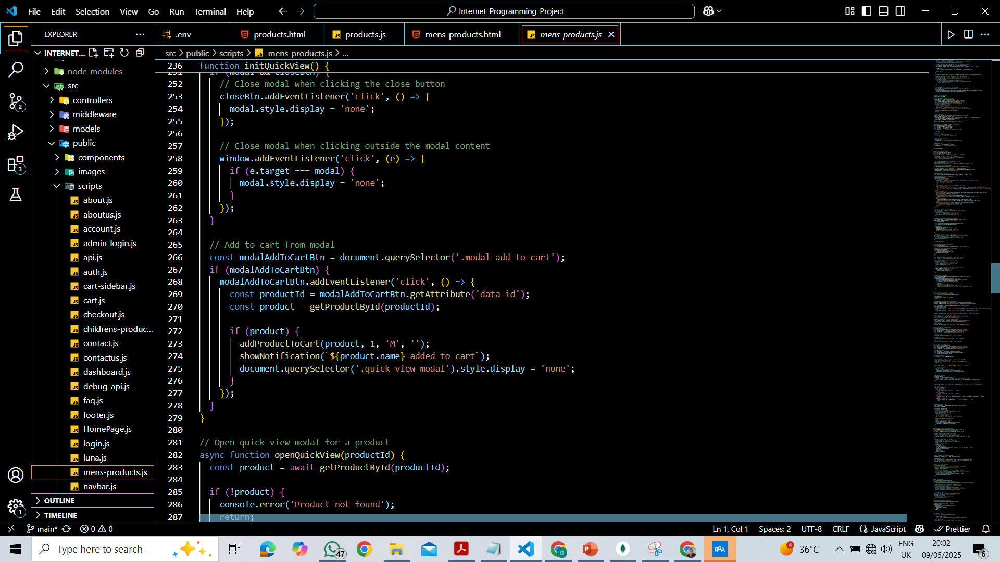 File Edit Selection View Go Run Terminal Help
Internet_Programming_Project
EXPLORER
.env
products.html
products.js
mens-products.html
mens-products.js
INTERNET...
node_modules
src
controllers
middleware
models
public
components
images
scripts
about.js
aboutus.js
account.js
admin-login.js
api.js
auth.js
cart-sidebar.js
cart.js
checkout.js
childrens-produc...
contact.js
contactus.js
dashboard.js
debug-api.js
faq.js
footer.js
HomePage.js
login.js
luna.js
mens-products.js
navbar.js
OUTLINE
TIMELINE
2
3
1
src > public > scripts > mens-products.js > ...
236 function initQuickView() {
251 if (modal && closeBtn) {
252 // Close modal when clicking the close button
253 closeBtn.addEventListener('click', () => {
254 modal.style.display = 'none';
255 });
256
257 // Close modal when clicking outside the modal content
258 window.addEventListener('click', (e) => {
259 if (e.target === modal) {
260 modal.style.display = 'none';
261 }
262 });
263 }
264
265 // Add to cart from modal
266 const modalAddToCartBtn = document.querySelector('.modal-add-to-cart');
267 if (modalAddToCartBtn) {
268 modalAddToCartBtn.addEventListener('click', () => {
269 const productId = modalAddToCartBtn.getAttribute('data-id');
270 const product = getProductById(productId);
271
272 if (product) {
273 addProductToCart(product, 1, 'M', '');
274 showNotification(`${product.name} added to cart`);
275 document.querySelector('.quick-view-modal').style.display = 'none';
276 }
277 });
278 }
279 }
280
281 // Open quick view modal for a product
282 async function openQuickView(productId) {
283 const product = await getProductById(productId);
284
285 if (!product) {
286 console.error('Product not found');
287 return;
main* 0 0
Ln 1, Col 1 Spaces: 2 UTF-8 CRLF JavaScript Prettier
Type here to search
47
4 36°C
ENG
UK
20:02
09/05/2025
6